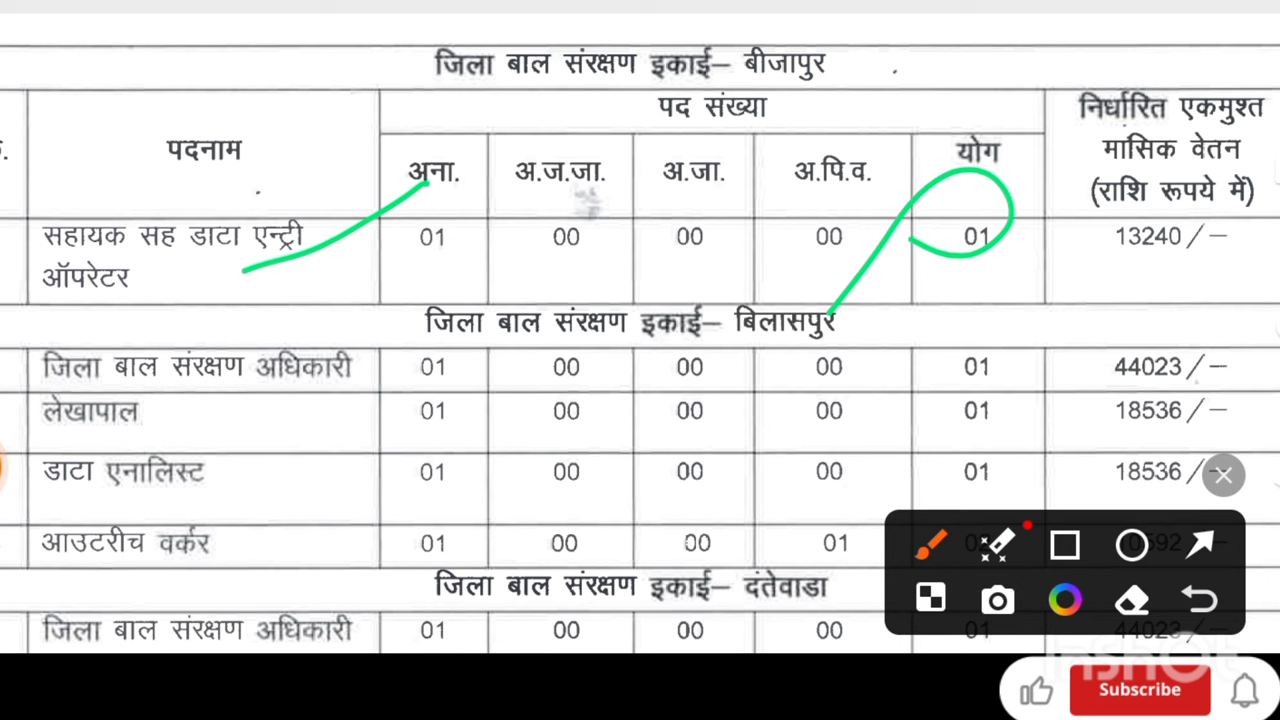 जिला बाल संरक्षण इकाई– बीजापुर
पदनाम
पद संख्या
निर्धारित एकमुश्त
मासिक वेतन
(राशि रूपये में)
अना. अ.ज.जा. अ.जा. अ.पि.व. योग
सहायक सह डाटा एन्ट्री
ऑपरेटर
01 00 00 00 01 13240/–
जिला बाल संरक्षण इकाई– बिलासपुर
जिला बाल संरक्षण अधिकारी 01 00 00 00 01 44023/–
लेखापाल 01 00 00 00 01 18536/–
डाटा एनालिस्ट 01 00 00 00 01 18536/–
आउटरीच वर्कर 01 00 00 01
जिला बाल संरक्षण इकाई– दंतेवाडा
जिला बाल संरक्षण अधिकारी 01 00 00 00 01 44023/–
InShot
Subscribe